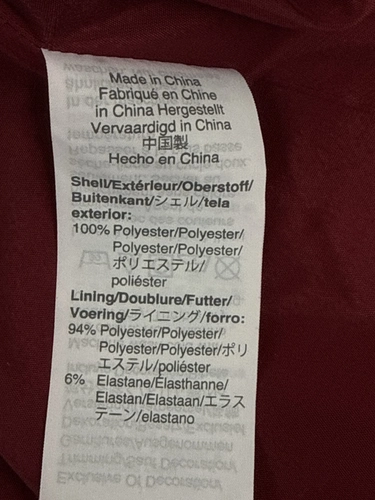 Made in China
Fabriqué en Chine
in China Hergestellt
Vervaardigd in China
中国製
Hecho en China
Shell/Extérieur/Oberstoff/
Buitenkant/シェル/tela
exterior:
100% Polyester/Polyester/
Polyester/Polyester/
ポリエステル/
poliéster
Lining/Doublure/Futter/
Voering/ライニング/forro:
94% Polyester/Polyester/
Polyester/Polyester/ポリ
エステル/poliéster
6% Elastane/Élasthanne/
Elastan/Elastaan/エラス
テーン/elastano